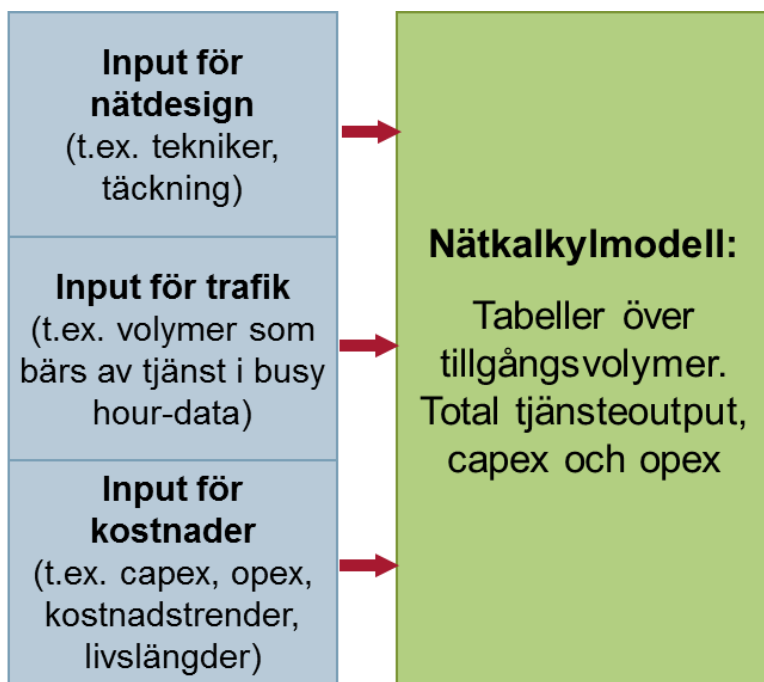 Input för
nätdesign
(t.ex. tekniker,
täckning)
Input för trafik
(t.ex. volymer som
bärs av tjänst i busy
hour-data)
Input för
kostnader
(t.ex. capex, opex,
kostnadstrender,
livslängder)
Nätkalkylmodell:
Tabeller över
tillgångsvolymer.
Total tjänsteoutput,
capex och opex